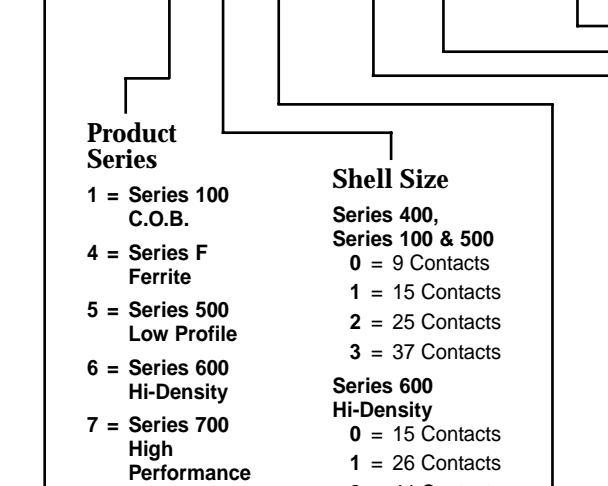 Product
Series
1 = Series 100
C.O.B.
4 = Series F
Ferrite
5 = Series 500
Low Profile
6 = Series 600
Hi-Density
7 = Series 700
High
Performance
Shell Size
Series 400,
Series 100 & 500
0 = 9 Contacts
1 = 15 Contacts
2 = 25 Contacts
3 = 37 Contacts
Series 600
Hi-Density
0 = 15 Contacts
1 = 26 Contacts